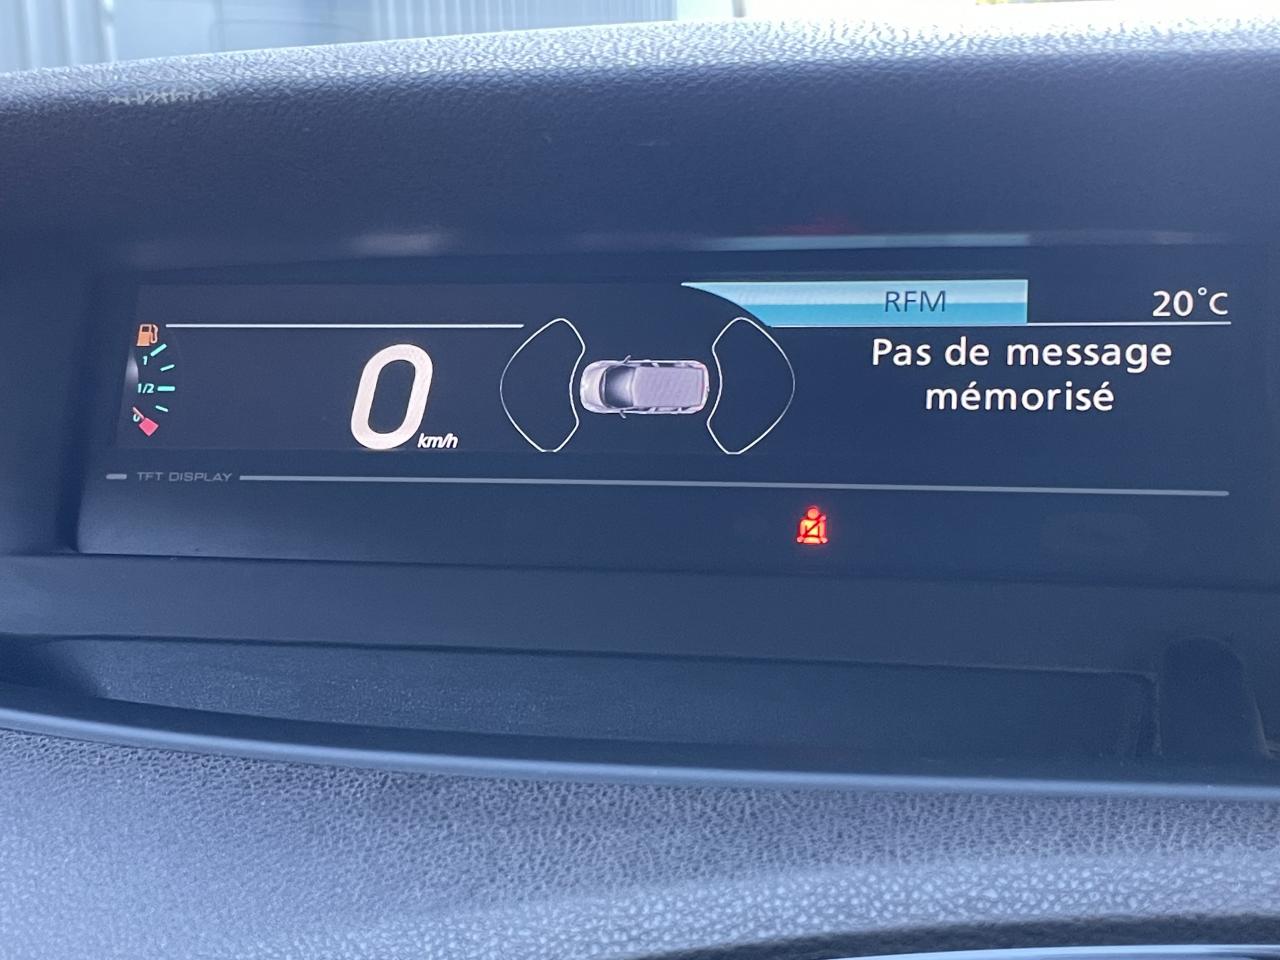 RFM
20°C
Pas de message
mémorisé
1
1/2
0
0
km/h
TFT DISPLAY